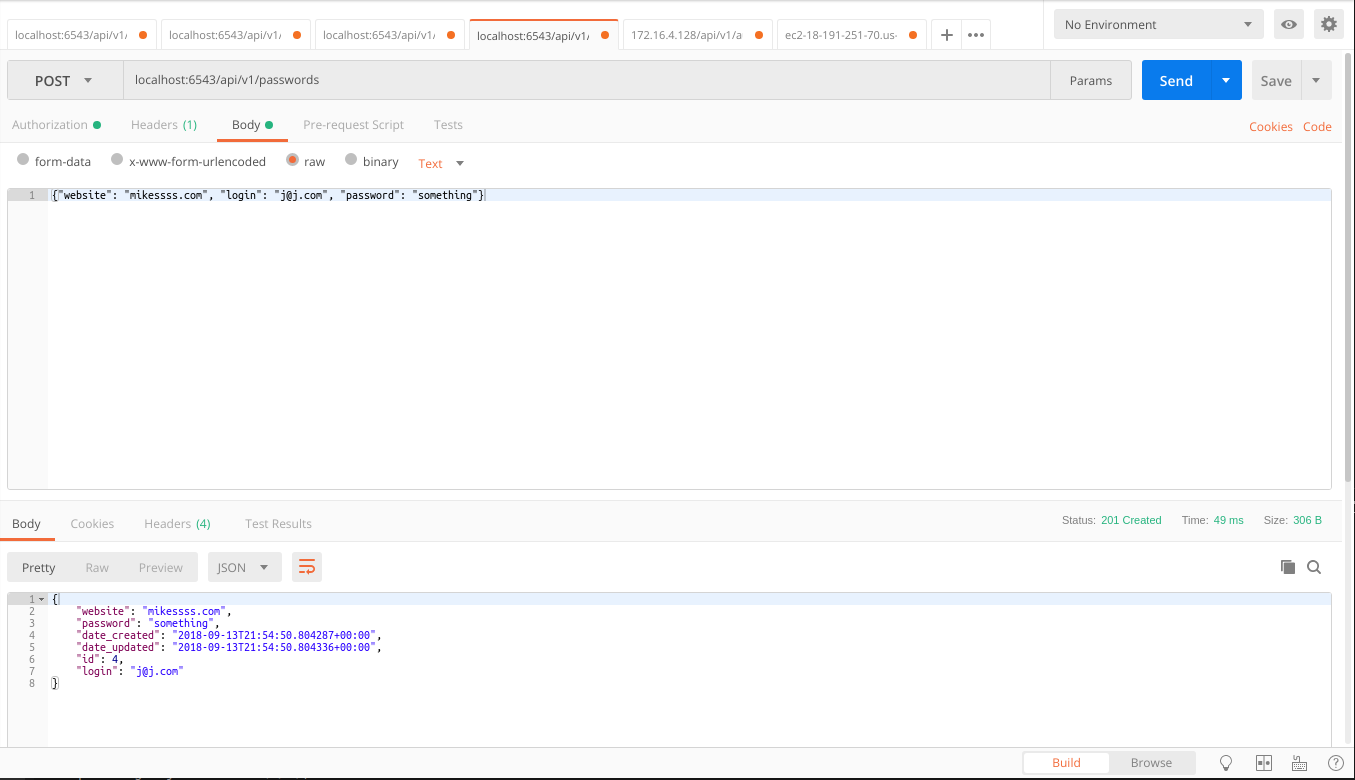 localhost:6543/api/v1/ localhost:6543/api/v1/ localhost:6543/api/v1/ localhost:6543/api/v1/ 172.16.4.128/api/v1/a ec2-18-191-251-70.us- + ••• No Environment
POST localhost:6543/api/v1/passwords Params Send Save
Authorization Headers (1) Body Pre-request Script Tests Cookies Code
form-data x-www-form-urlencoded raw binary Text
1 {"website": "mikessss.com", "login": "j@j.com", "password": "something"}
Body Cookies Headers (4) Test Results Status: 201 Created Time: 49 ms Size: 306 B
Pretty Raw Preview JSON
1 {
2 "website": "mikessss.com",
3 "password": "something",
4 "date_created": "2018-09-13T21:54:50.804287+00:00",
5 "date_updated": "2018-09-13T21:54:50.804336+00:00",
6 "id": 4,
7 "login": "j@j.com"
8 }
Build Browse